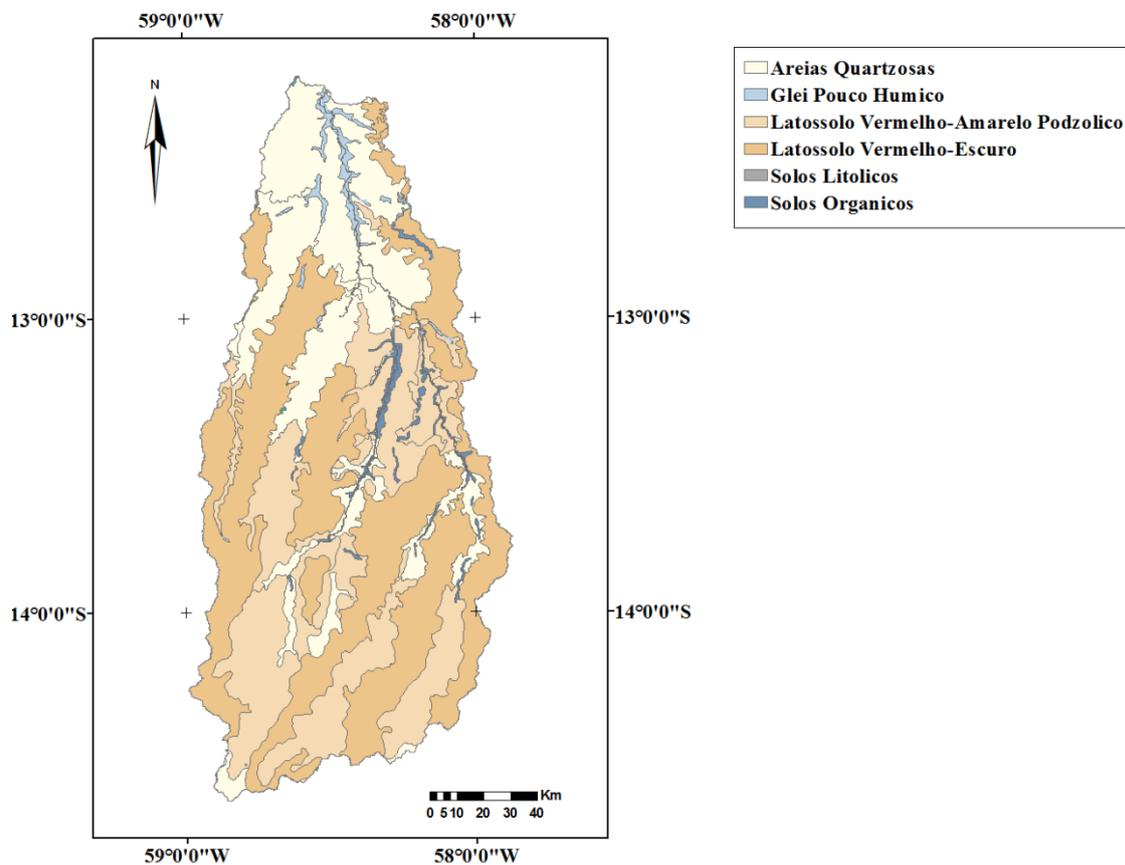 59°0'0"W
58°0'0"W
N
Areias Quartzosas
Glei Pouco Humico
Latossolo Vermelho-Amarelo Podzolico
Latossolo Vermelho-Escuro
Solos Litolicos
Solos Organicos
13°0'0"S
13°0'0"S
14°0'0"S
14°0'0"S
Km
0 5 10 20 30 40
59°0'0"W
58°0'0"W